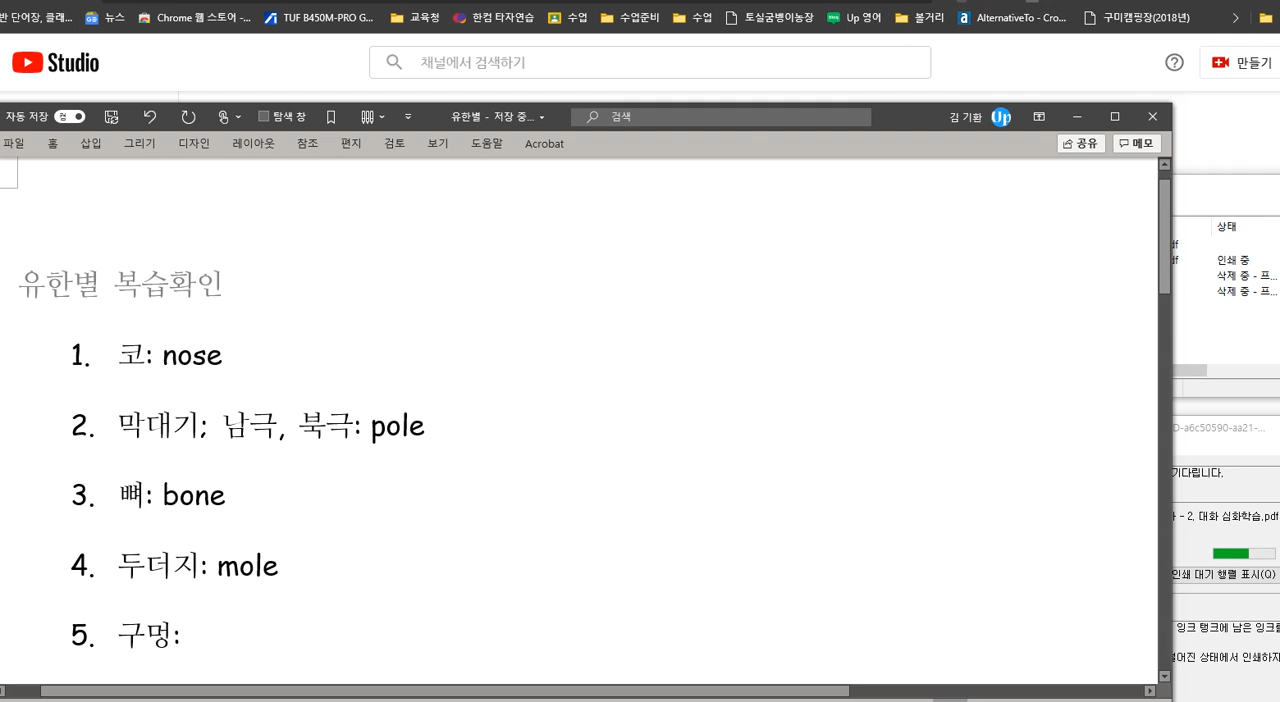 반 단어장, 클래... 뉴스 Chrome 웹 스토어 -... TUF B450M-PRO G... 교육청 한컴 타자연습 수업 수업준비 수업 토실굼벵이농장 Up 영어 볼거리 AlternativeTo - Cro... 구미캠핑장(2018년)
Studio 채널에서 검색하기 만들기
자동 저장 켬 탐색 창 유한별 - 저장 중... 검색 김 기환 Up
파일 홈 삽입 그리기 디자인 레이아웃 참조 편지 검토 보기 도움말 Acrobat 공유 메모
상태
df
df 인쇄 중
삭제 중 - 프...
삭제 중 - 프...
유한별 복습확인
1. 코: nose
2. 막대기; 남극, 북극: pole
3. 뼈: bone
4. 두더지: mole
5. 구멍:
D-a6c50590-aa21-...
기다립니다.
- 2, 대화 심화학습.pdf
인쇄 대기 행렬 표시(Q)
잉크 탱크에 남은 잉크를
떨어진 상태에서 인쇄하지